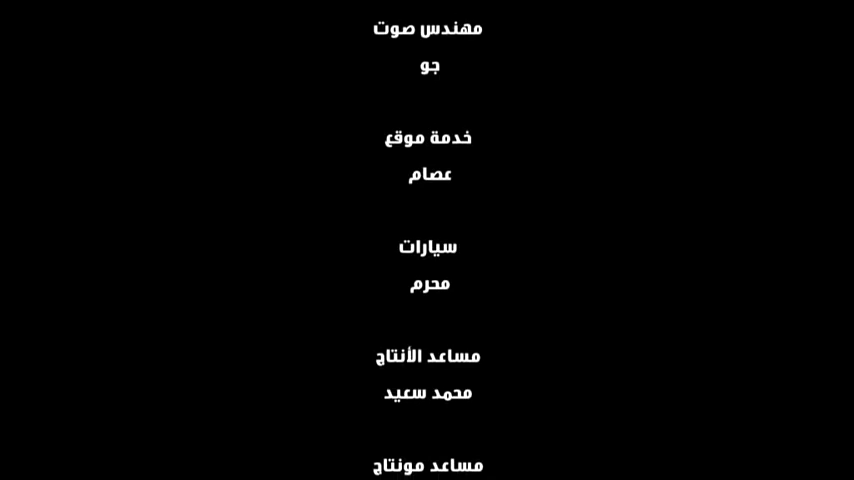 مهندس صوت
جو
خدمة موقع
عصام
سيارات
محرم
مساعد الأنتاج
محمد سعيد
مساعد مونتاج